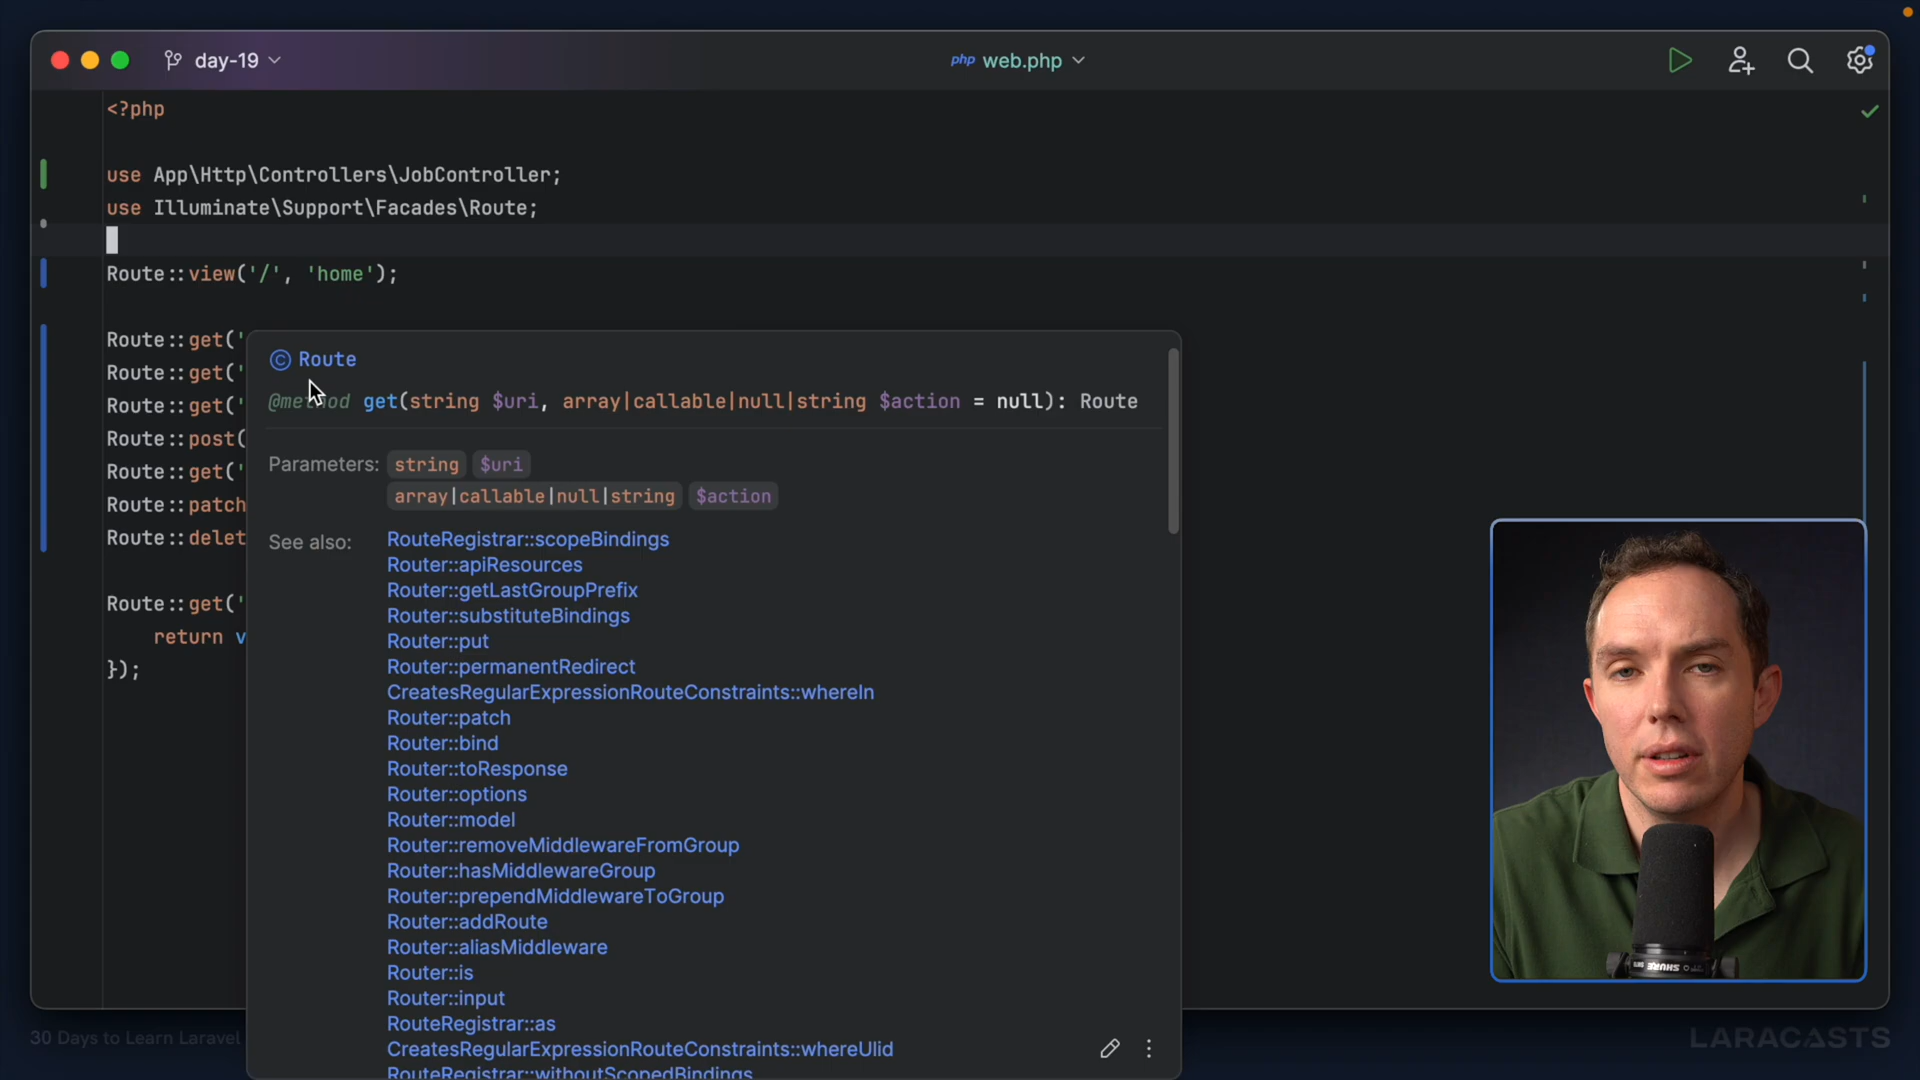 day-19
php web.php
<?php
use App\Http\Controllers\JobController;
use Illuminate\Support\Facades\Route;
Route::view('/', 'home');
Route::get('
Route::get('
Route::get('
Route::post(
Route::get('
Route::patch
Route::delet
Route::get('
return v
});
Route
@method get(string $uri, array|callable|null|string $action = null): Route
Parameters: string $uri
array|callable|null|string $action
See also: RouteRegistrar::scopeBindings
Router::apiResources
Router::getLastGroupPrefix
Router::substituteBindings
Router::put
Router::permanentRedirect
CreatesRegularExpressionRouteConstraints::whereIn
Router::patch
Router::bind
Router::toResponse
Router::options
Router::model
Router::removeMiddlewareFromGroup
Router::hasMiddlewareGroup
Router::prependMiddlewareToGroup
Router::addRoute
Router::aliasMiddleware
Router::is
Router::input
RouteRegistrar::as
CreatesRegularExpressionRouteConstraints::whereUlid
RouteRegistrar::withoutScopedBindings
SHURE
30 Days to Learn Laravel
LARACASTS